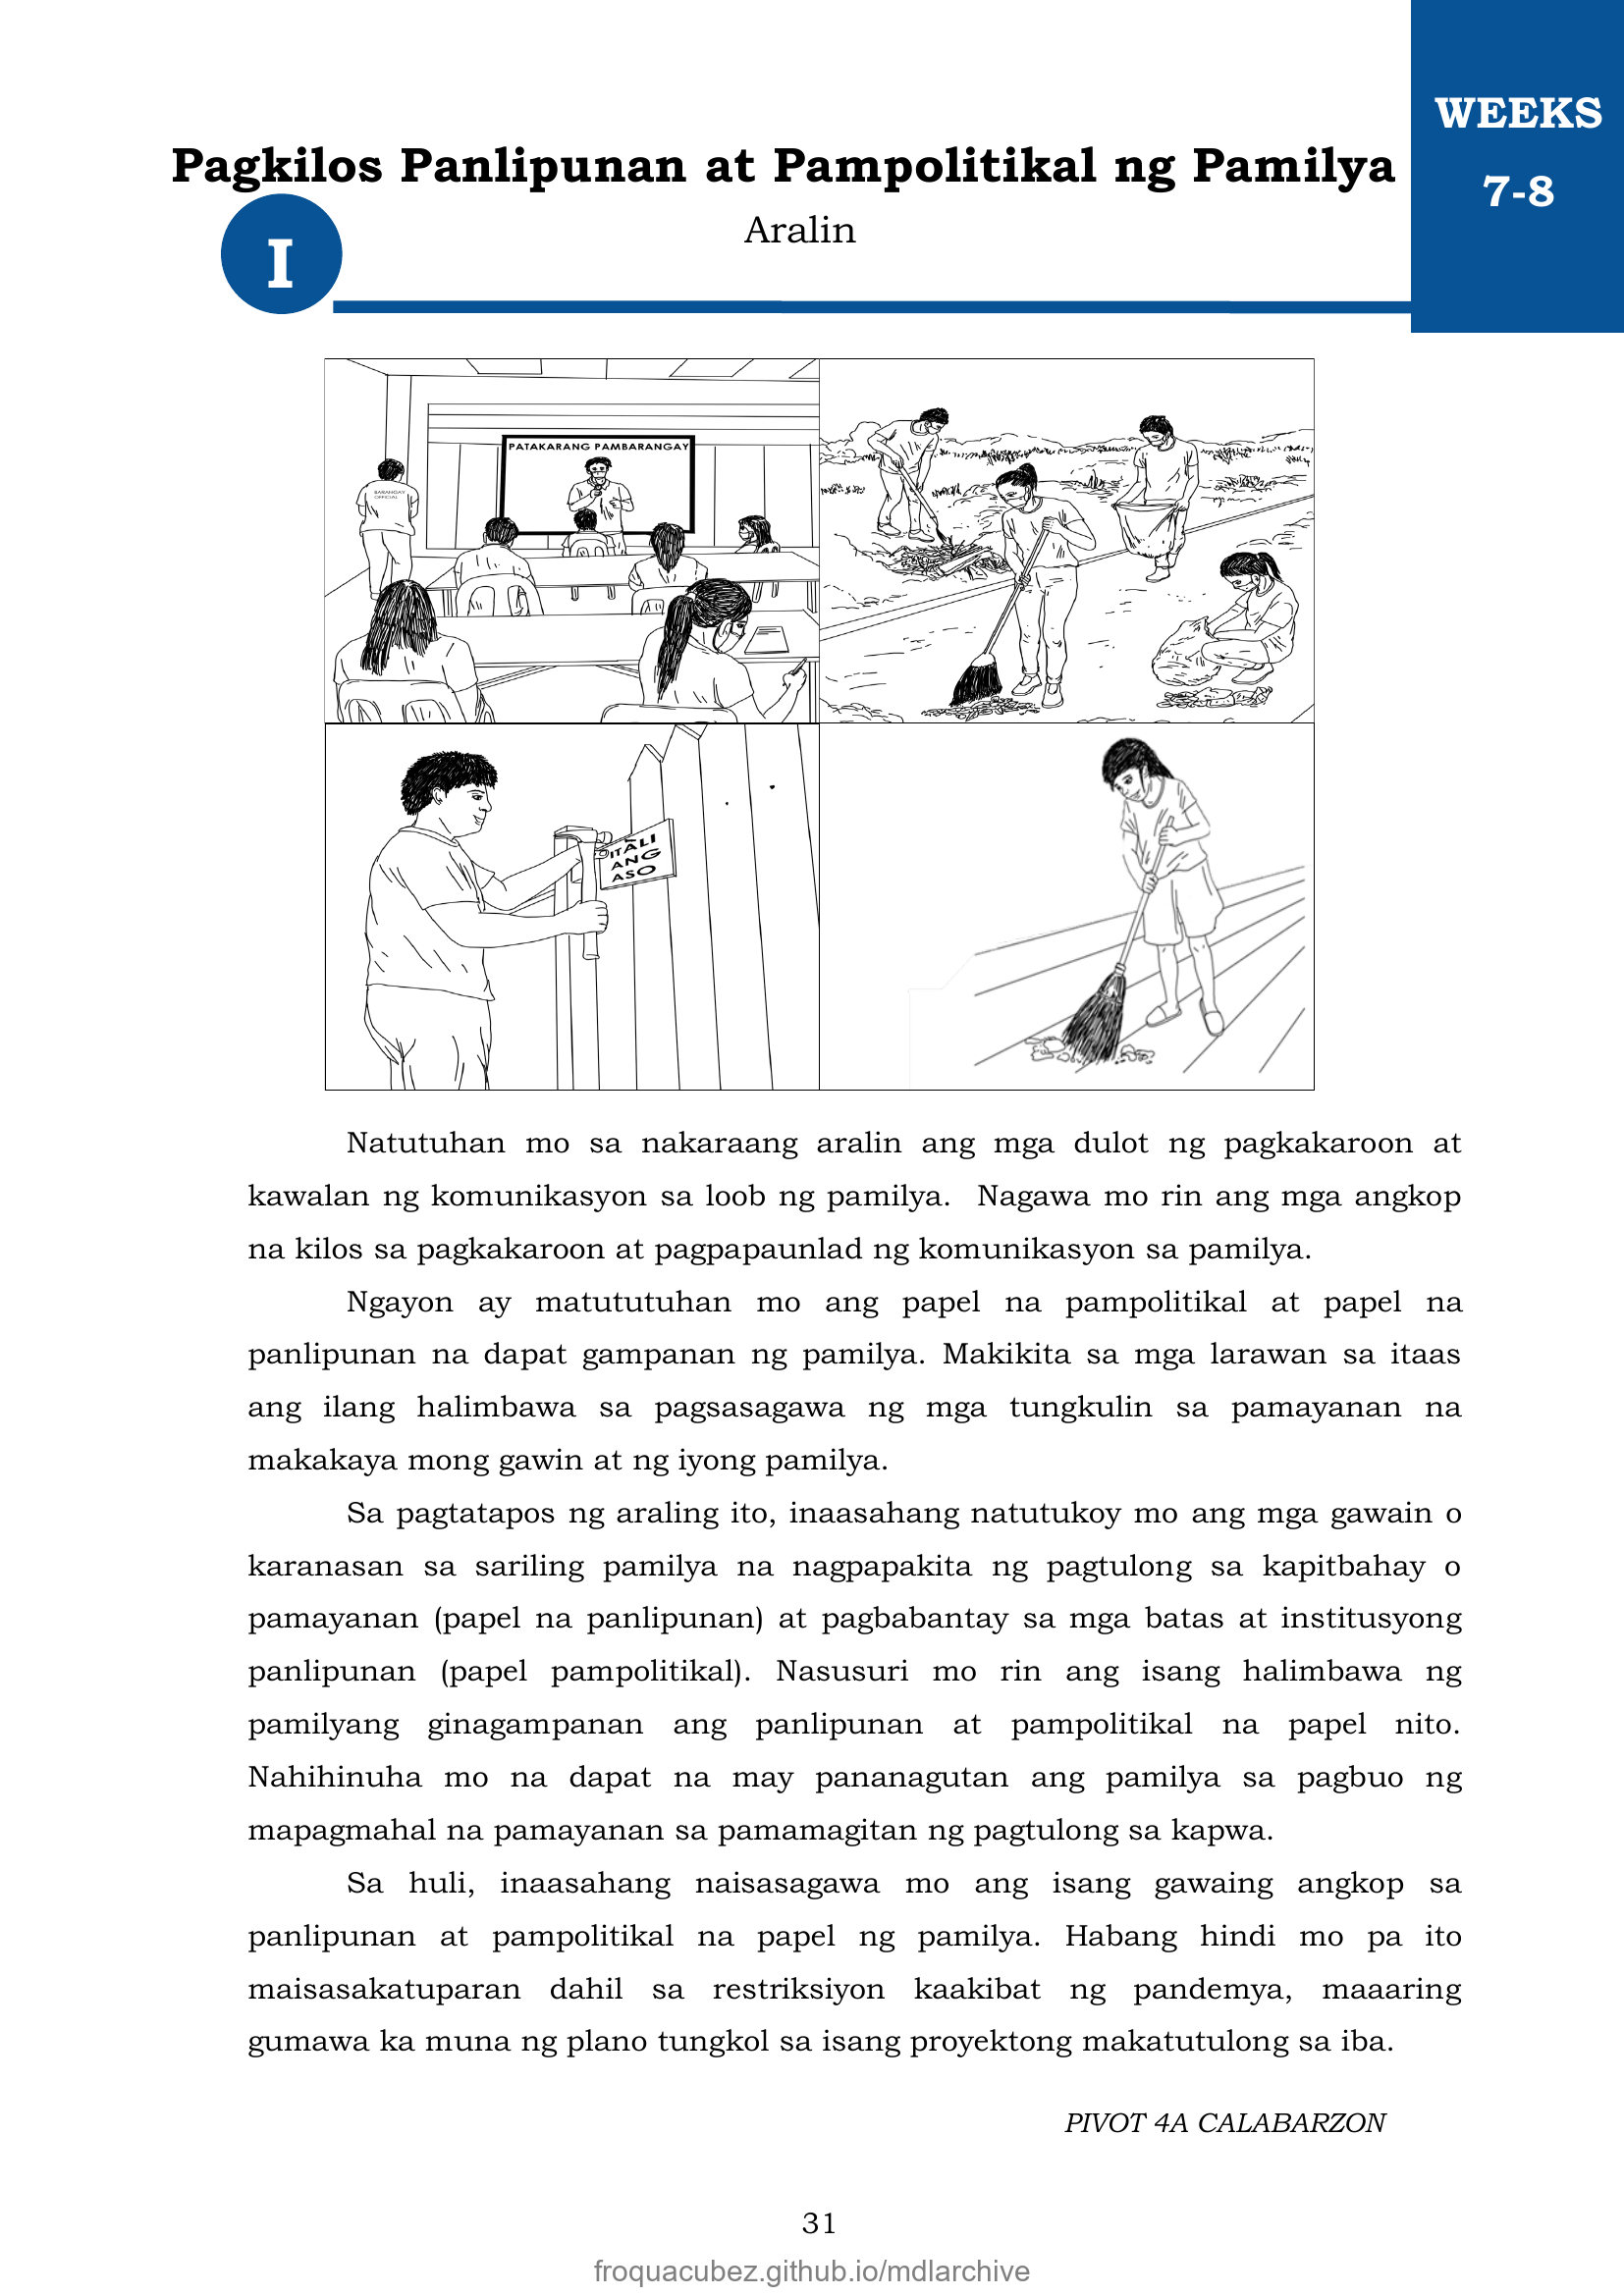 WEEKS
7-8
Pagkilos Panlipunan at Pampolitikal ng Pamilya
Aralin
I
PATAKARANG PAMBARANGAY
BARANGAY
OFFICIAL
ITALI
ANG
ASO
Natutuhan mo sa nakaraang aralin ang mga dulot ng pagkakaroon at
kawalan ng komunikasyon sa loob ng pamilya. Nagawa mo rin ang mga angkop
na kilos sa pagkakaroon at pagpapaunlad ng komunikasyon sa pamilya.
Ngayon ay matututuhan mo ang papel na pampolitikal at papel na
panlipunan na dapat gampanan ng pamilya. Makikita sa mga larawan sa itaas
ang ilang halimbawa sa pagsasagawa ng mga tungkulin sa pamayanan na
makakaya mong gawin at ng iyong pamilya.
Sa pagtatapos ng araling ito, inaasahang natutukoy mo ang mga gawain o
karanasan sa sariling pamilya na nagpapakita ng pagtulong sa kapitbahay o
pamayanan (papel na panlipunan) at pagbabantay sa mga batas at institusyong
panlipunan (papel pampolitikal). Nasusuri mo rin ang isang halimbawa ng
pamilyang ginagampanan ang panlipunan at pampolitikal na papel nito.
Nahihinuha mo na dapat na may pananagutan ang pamilya sa pagbuo ng
mapagmahal na pamayanan sa pamamagitan ng pagtulong sa kapwa.
Sa huli, inaasahang naisasagawa mo ang isang gawaing angkop sa
panlipunan at pampolitikal na papel ng pamilya. Habang hindi mo pa ito
maisasakatuparan dahil sa restriksiyon kaakibat ng pandemya, maaaring
gumawa ka muna ng plano tungkol sa isang proyektong makatutulong sa iba.
PIVOT 4A CALABARZON
31
froquacubez.github.io/mdlarchive